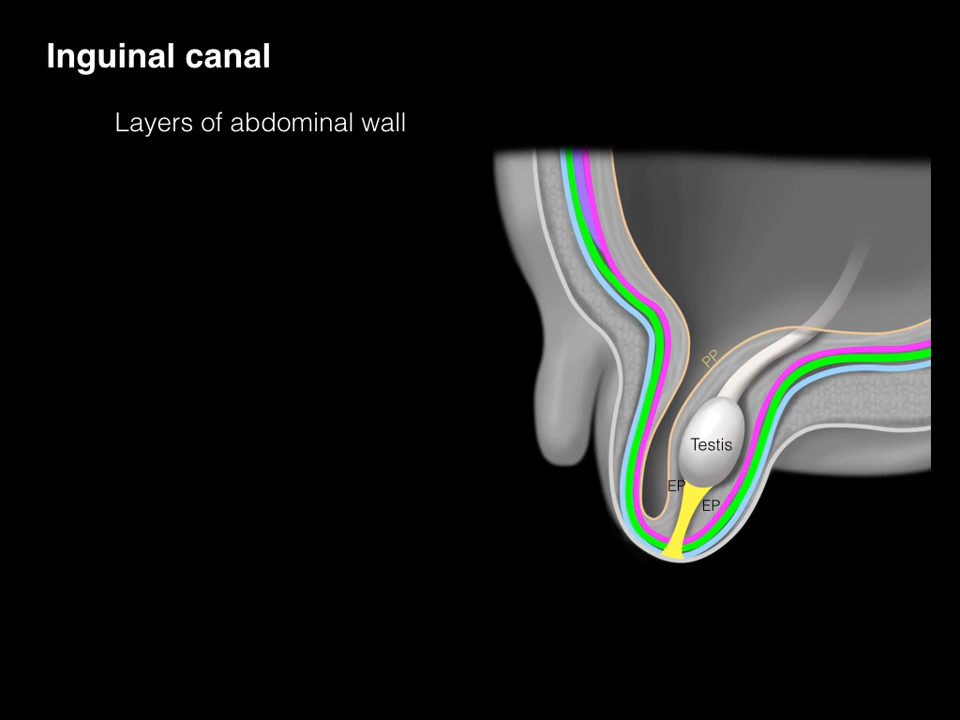 Inguinal canal
Layers of abdominal wall
PP
Testis
EP
EP